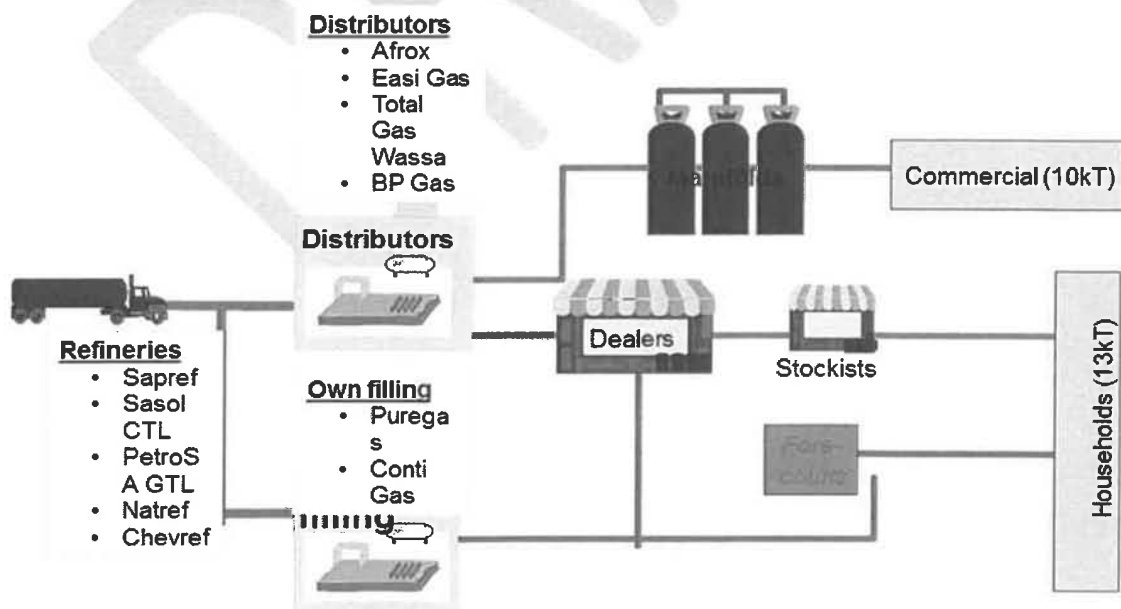 Distributors
• Afrox
• Easi Gas
• Total
Gas
Wassa
• BP Gas
Commercial (10kT)
Distributors
Refineries
• Sapref
• Sasol
CTL
• PetroS
A GTL
• Natref
• Chevref
Own filling
• Purega
s
• Conti
Gas
Dealers
Stockists
Households (13kT)